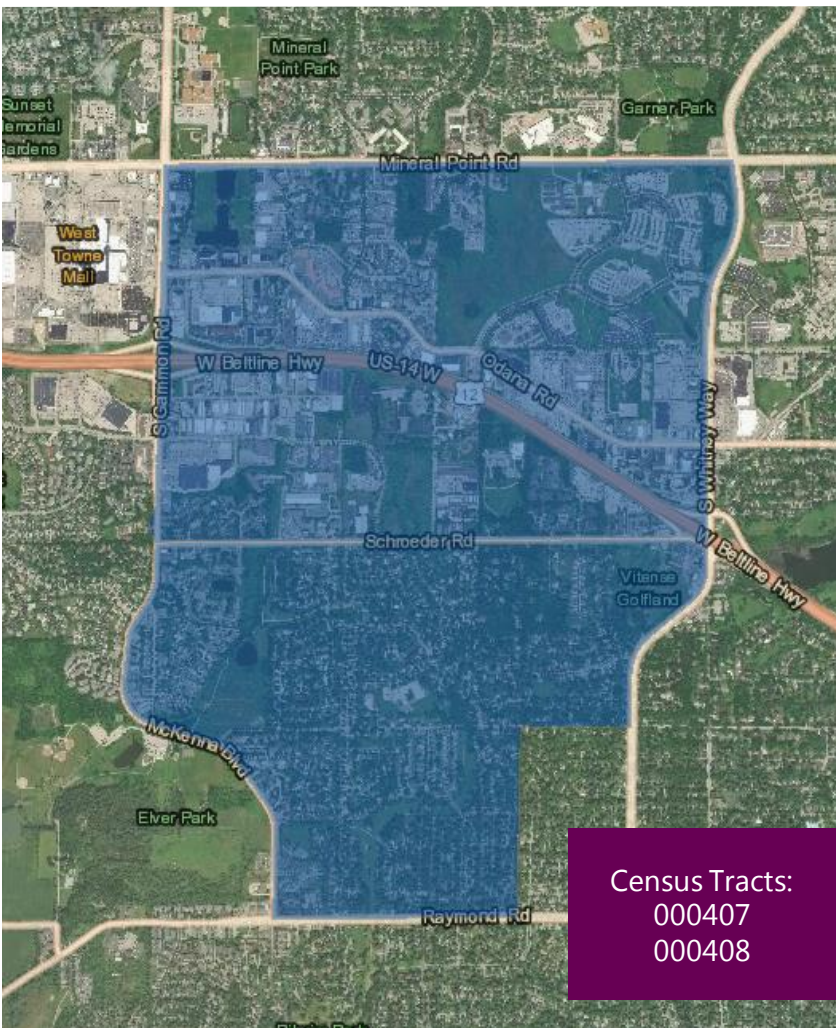 Mineral
Point Park
Sunset
Memorial
Gardens
Garner Park
Mineral Point Rd
West
Towne
Mall
S Gammon Rd
W Beltline Hwy
US-14 W
12
Odana Rd
S Whitney Way
Schroeder Rd
W Beltline Hwy
Vitense
Golfland
McKenna Blvd
Elver Park
Raymond Rd
Census Tracts:
000407
000408